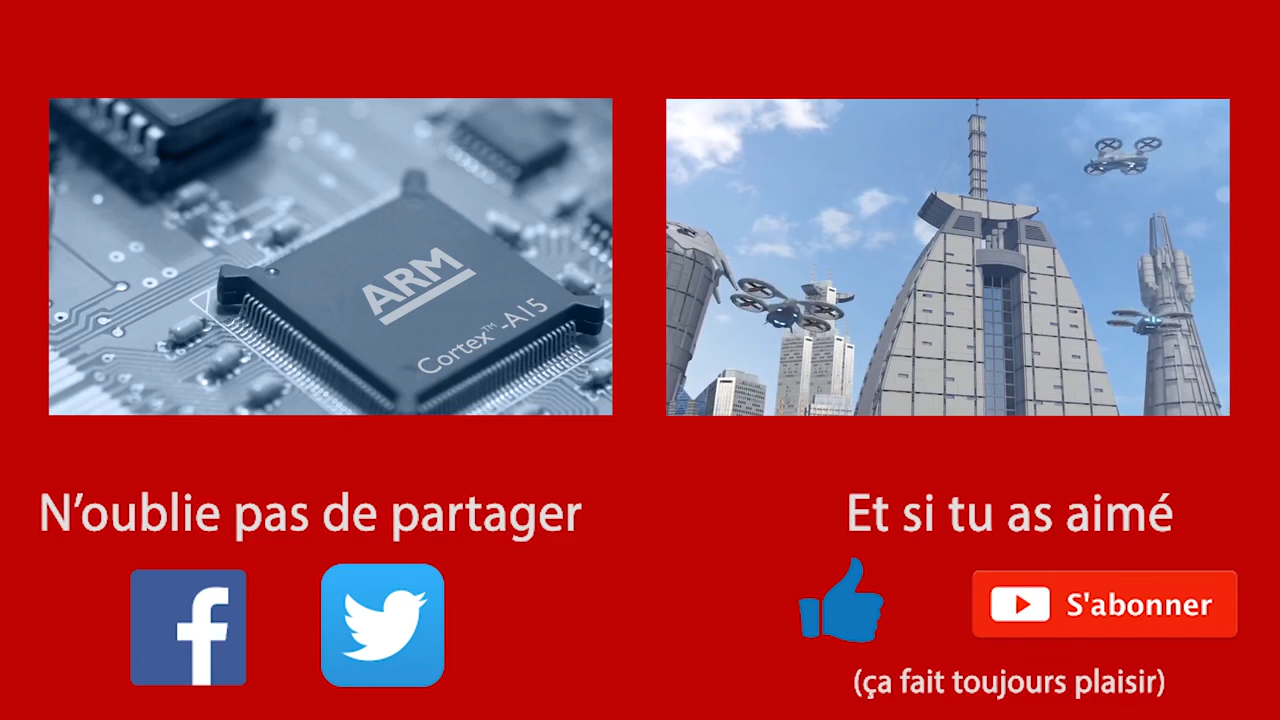 ARM
Cortex™-A15
N'oublie pas de partager
Et si tu as aimé
S'abonner
(ça fait toujours plaisir)